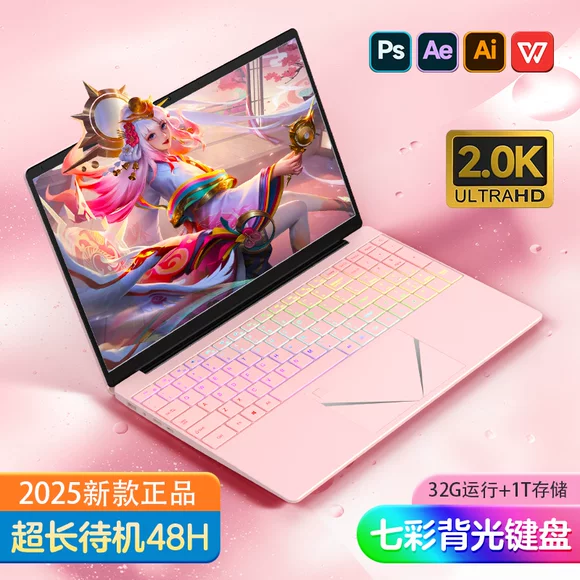 Ps Ae Ai W
2.0K
ULTRAHD
2025新款正品
超长待机48H
32G运行+1T存储
七彩背光键盘